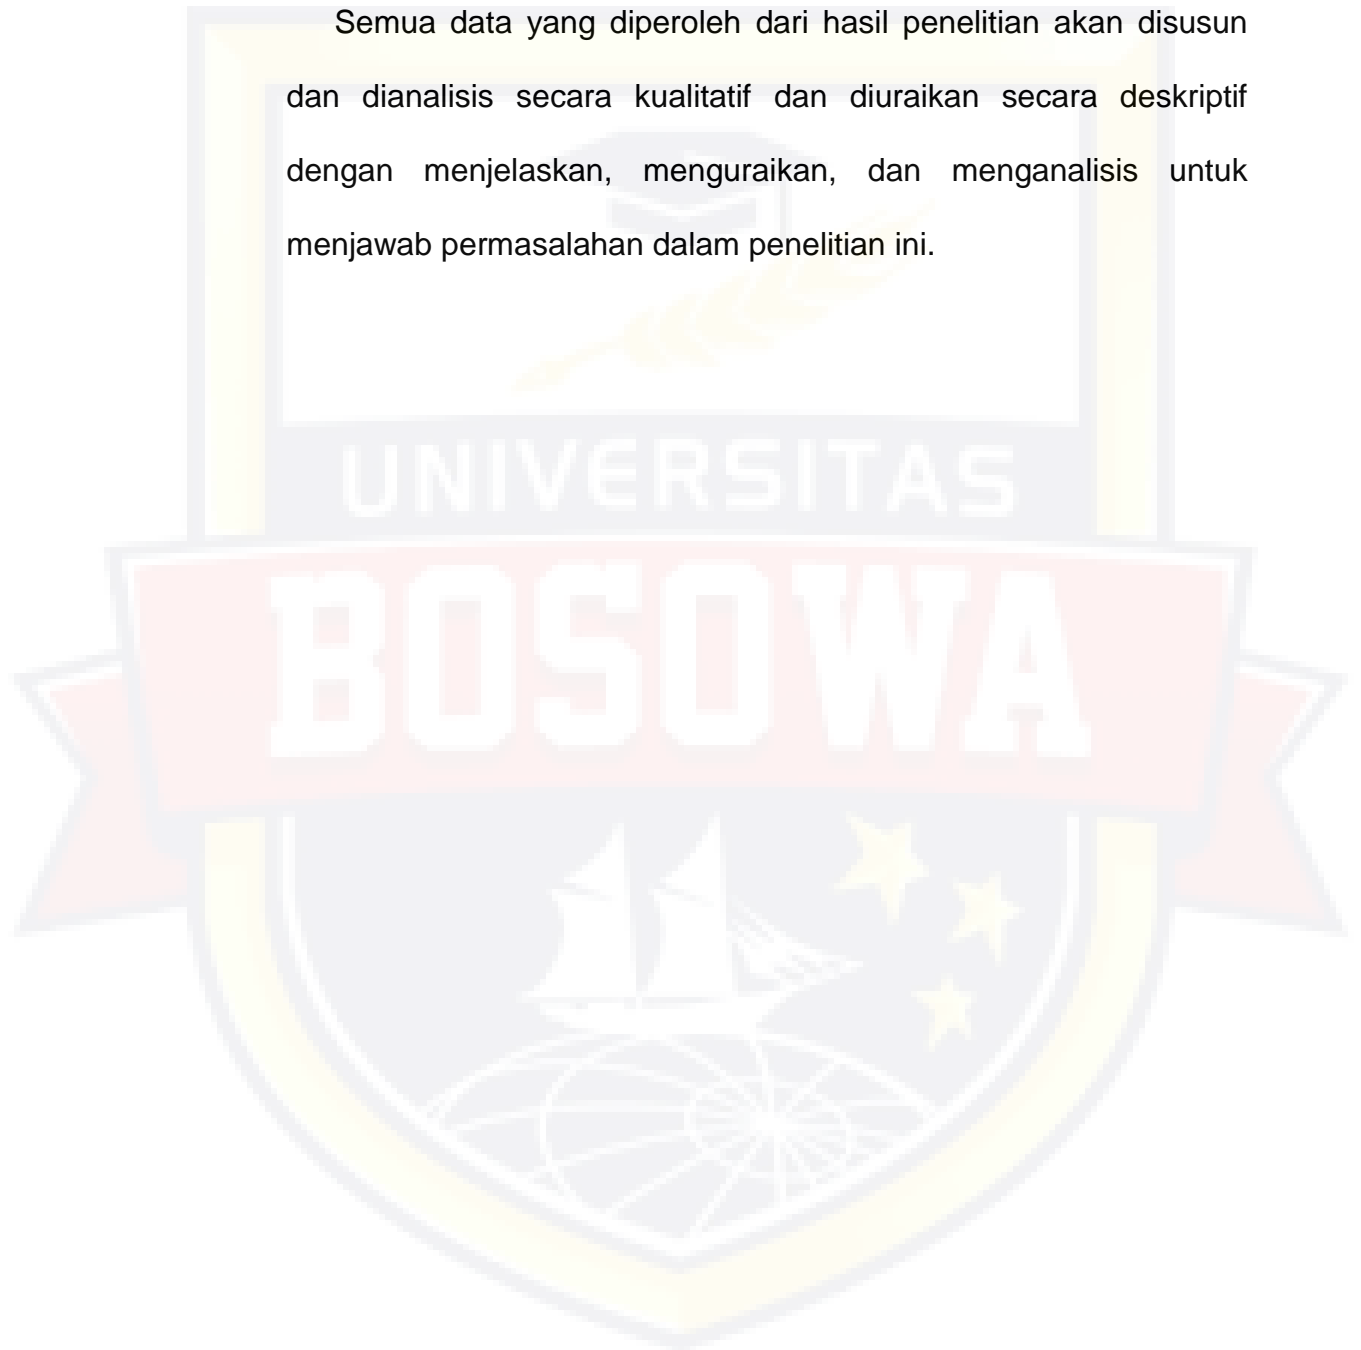 Semua data yang diperoleh dari hasil penelitian akan disusun
dan dianalisis secara kualitatif dan diuraikan secara deskriptif
dengan menjelaskan, menguraikan, dan menganalisis untuk
menjawab permasalahan dalam penelitian ini.
UNIVERSITAS
BOSOWA